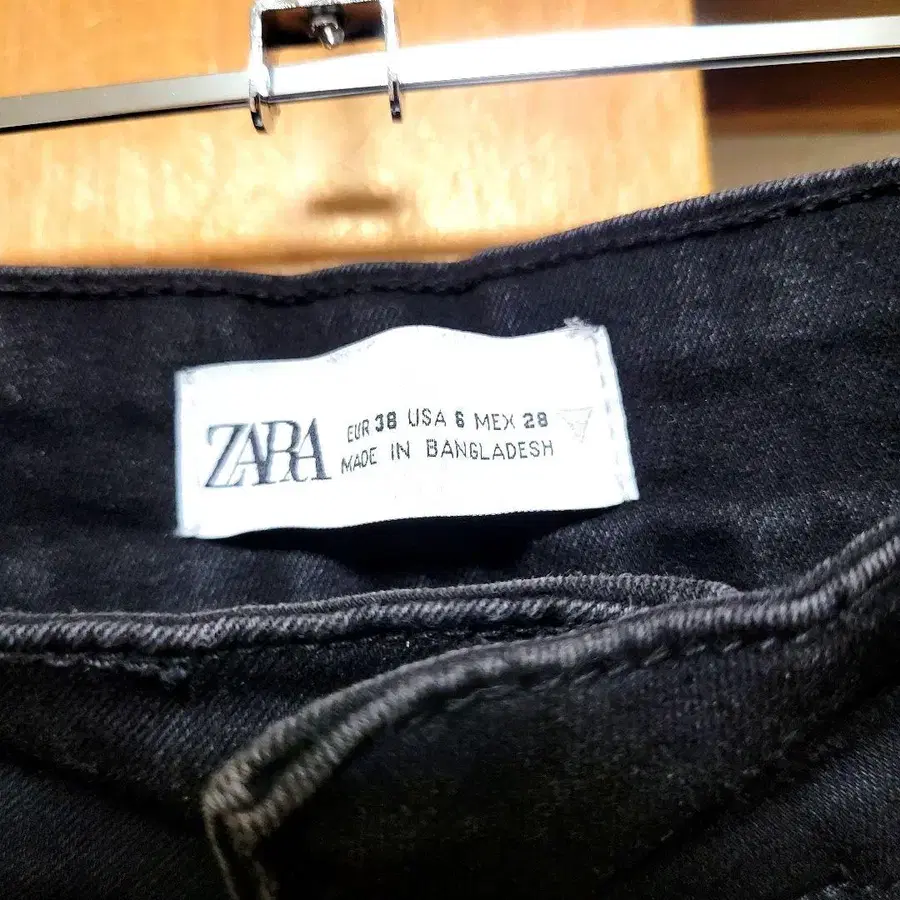 ZARA
EUR 38 USA 6 MEX 28
MADE IN BANGLADESH